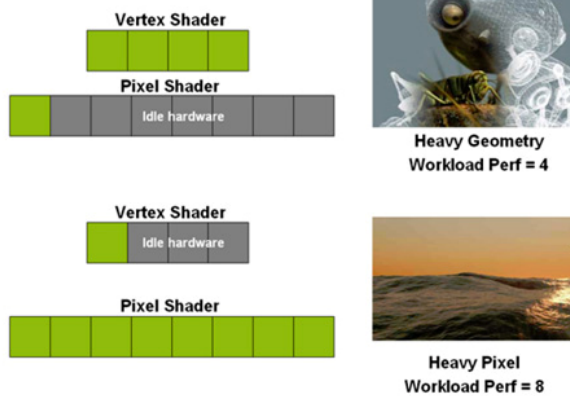 Vertex Shader
Pixel Shader
Idle hardware
Heavy Geometry
Workload Perf = 4
Vertex Shader
Idle hardware
Pixel Shader
Heavy Pixel
Workload Perf = 8